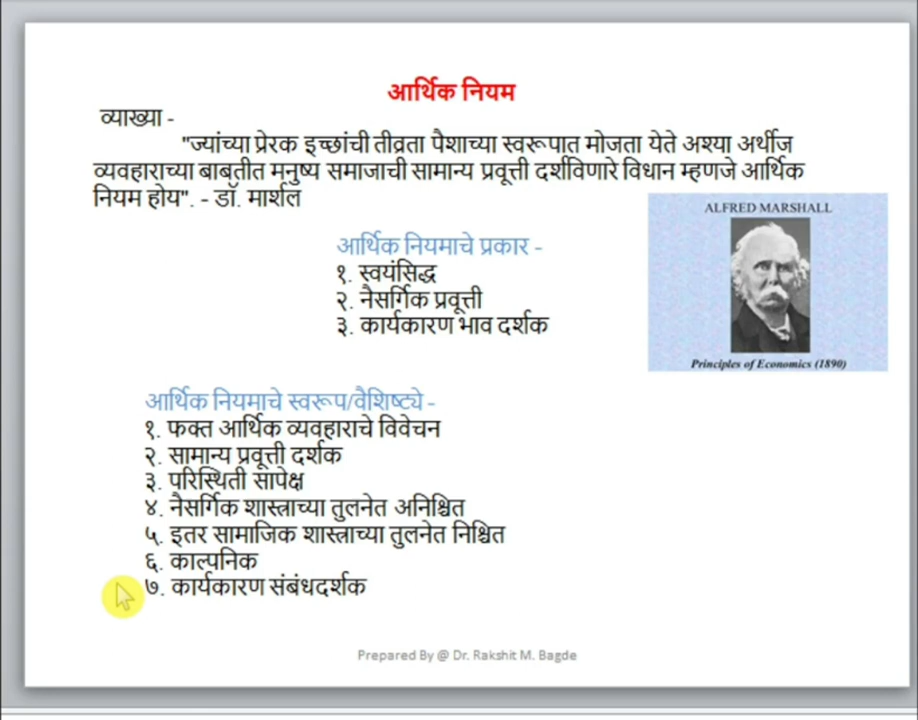 आर्थिक नियम
व्याख्या -
"ज्यांच्या प्रेरक इच्छांची तीव्रता पैशाच्या स्वरूपात मोजता येते अश्या अर्थीज
व्यवहाराच्या बाबतीत मनुष्य समाजाची सामान्य प्रवृत्ती दर्शविणारे विधान म्हणजे आर्थिक
नियम होय". - डॉ. मार्शल
ALFRED MARSHALL
Principles of Economics (1890)
आर्थिक नियमाचे प्रकार -
१. स्वयंसिद्ध
२. नैसर्गिक प्रवृत्ती
३. कार्यकारण भाव दर्शक
आर्थिक नियमाचे स्वरूप/वैशिष्ट्ये -
१. फक्त आर्थिक व्यवहाराचे विवेचन
२. सामान्य प्रवृत्ती दर्शक
३. परिस्थिती सापेक्ष
४. नैसर्गिक शास्त्राच्या तुलनेत अनिश्चित
५. इतर सामाजिक शास्त्राच्या तुलनेत निश्चित
६. काल्पनिक
७. कार्यकारण संबंधदर्शक
Prepared By @ Dr. Rakshit M. Bagde